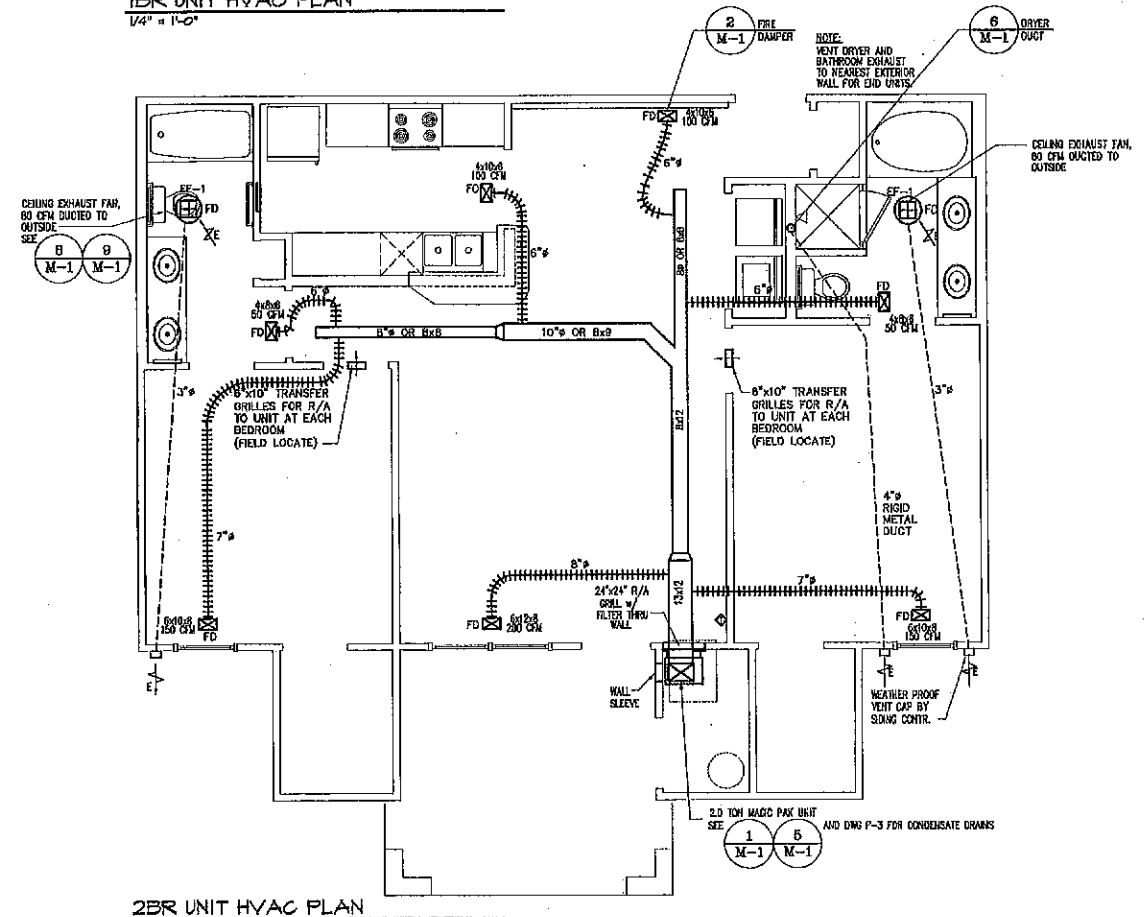 1BR UNIT HVAC PLAN
1/4" = 1'-0"
2
M-1
FIRE
DAMPER
6
M-1
DRYER
DUCT
NOTE:
VENT DRYER AND
BATHROOM EXHAUST
TO NEAREST EXTERIOR
WALL FOR END UNITS.
FD
4x10x6
100 CFM
CEILING EXHAUST FAN,
60 CFM DUCTED TO
OUTSIDE
6"ø
4x10x6
100 CFM
FD
EF-1
FD
E
CEILING EXHAUST FAN,
60 CFM DUCTED TO
OUTSIDE
SEE
8
M-1
9
M-1
EF-1
FD
E
6"ø
8ø OR 8x8
6"ø
4x8x6
50 CFM
FD
6"ø
FD
4x8x6
50 CFM
8"ø OR 8x8
10"ø OR 8x9
3"ø
8"x10" TRANSFER
GRILLES FOR R/A
TO UNIT AT EACH
BEDROOM
(FIELD LOCATE)
8x12
8"x10" TRANSFER
GRILLES FOR R/A
TO UNIT AT EACH
BEDROOM
(FIELD LOCATE)
3"ø
4"ø
RIGID
METAL
DUCT
7"ø
8"ø
24"x24" R/A
GRILL w/
FILTER THRU
WALL
13x12
7"ø
6x10x8
150 CFM
FD
FD
6x12x8
200 CFM
FD
6x10x8
150 CFM
E
WALL
SLEEVE
E
E
WEATHER PROOF
VENT CAP BY
SIDING CONTR.
2.0 TON MAGIC PAK UNIT
SEE
1
M-1
5
M-1
AND DWG P-3 FOR CONDENSATE DRAINS
2BR UNIT HVAC PLAN